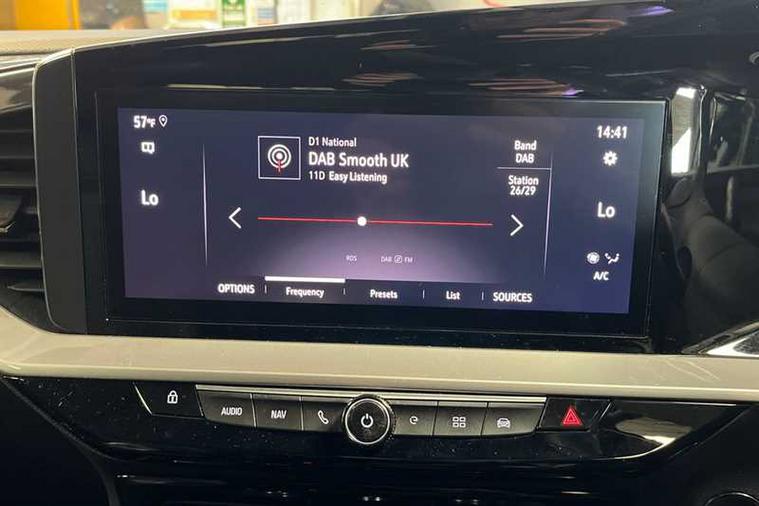 57°F
14:41
D1 National
DAB Smooth UK
11D Easy Listening
Band
DAB
Station
26/29
Lo
Lo
RDS
DAB
FM
A/C
OPTIONS
Frequency
Presets
List
SOURCES
AUDIO
NAV